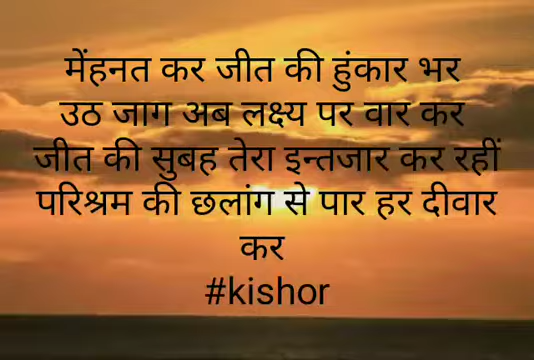 मेंहनत कर जीत की हुंकार भर
उठ जाग अब लक्ष्य पर वार कर
जीत की सुबह तेरा इन्तजार कर रहीं
परिश्रम की छलांग से पार हर दीवार
कर
#kishor